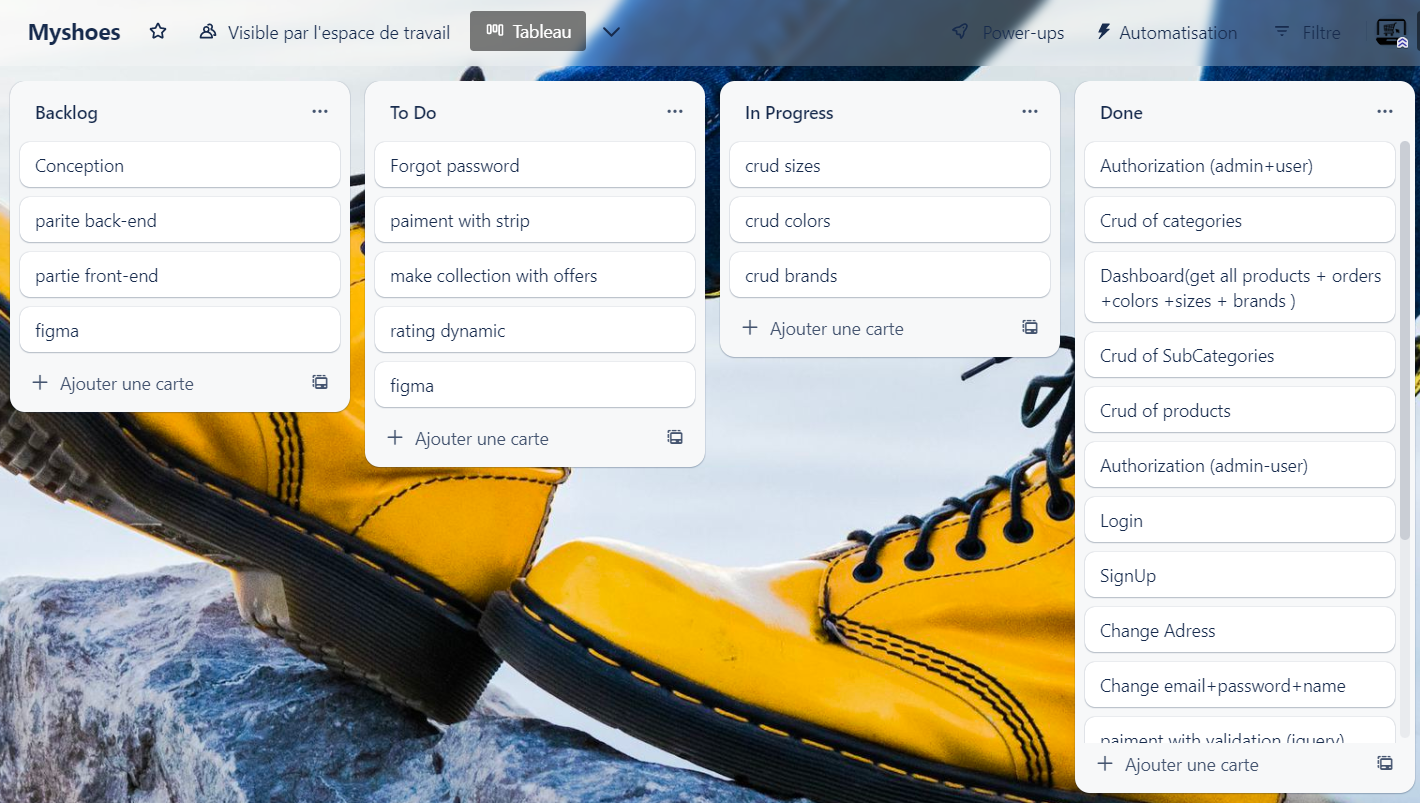 Myshoes
Visible par l'espace de travail
Tableau
Power-ups
Automatisation
Filtre
Backlog
Conception
parite back-end
partie front-end
figma
Ajouter une carte
To Do
Forgot password
paiment with strip
make collection with offers
rating dynamic
figma
Ajouter une carte
In Progress
crud sizes
crud colors
crud brands
Ajouter une carte
Done
Authorization (admin+user)
Crud of categories
Dashboard(get all products + orders
+colors +sizes + brands )
Crud of SubCategories
Crud of products
Authorization (admin-user)
Login
SignUp
Change Adress
Change email+password+name
paiment with validation (jquery)
Ajouter une carte